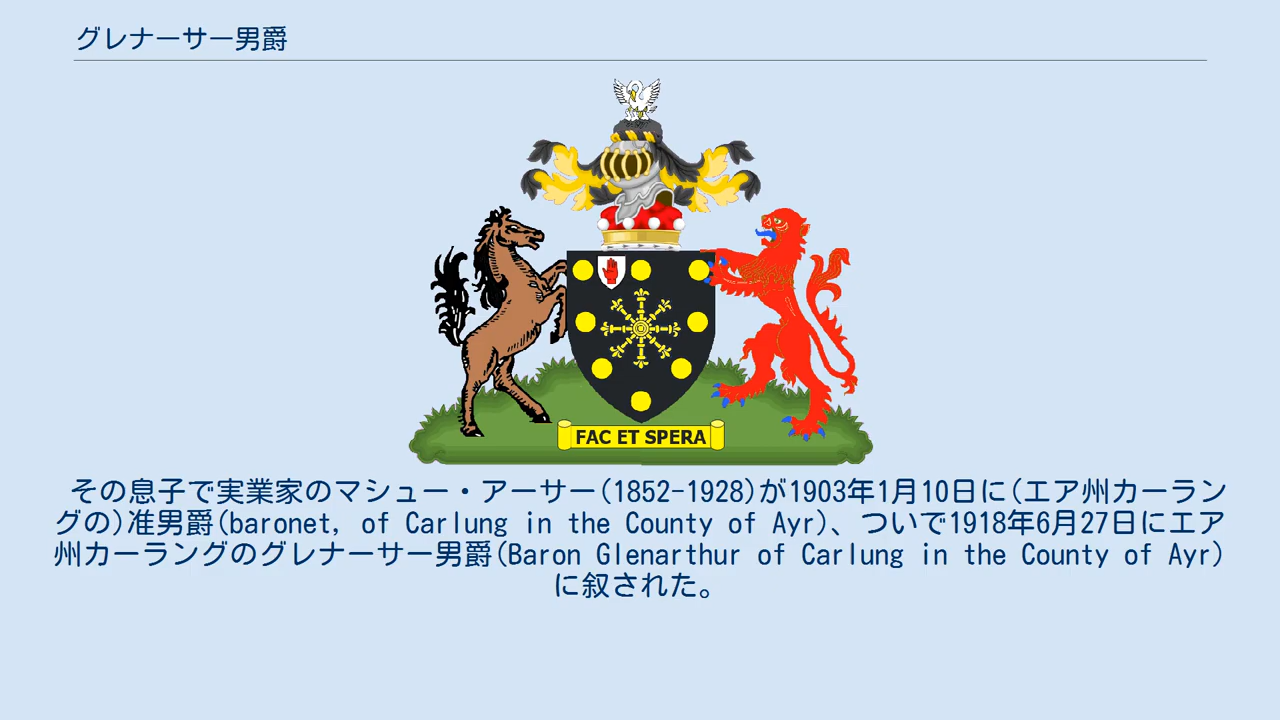 グレナーサー男爵
FAC ET SPERA
その息子で実業家のマシュー・アーサー(1852-1928)が1903年1月10日に(エア州カーラン
グの)准男爵(baronet, of Carlung in the County of Ayr)、ついで1918年6月27日にエア
州カーラングのグレナーサー男爵(Baron Glenarthur of Carlung in the County of Ayr)
に叙された。